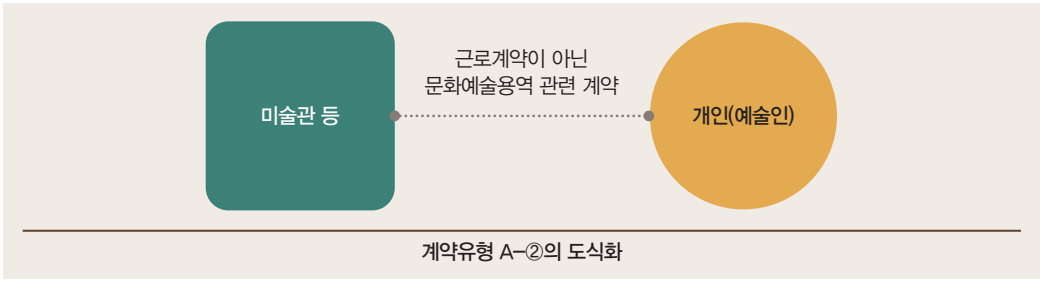 근로계약이 아닌
문화예술용역 관련 계약
미술관 등
개인(예술인)
계약유형 A-②의 도식화